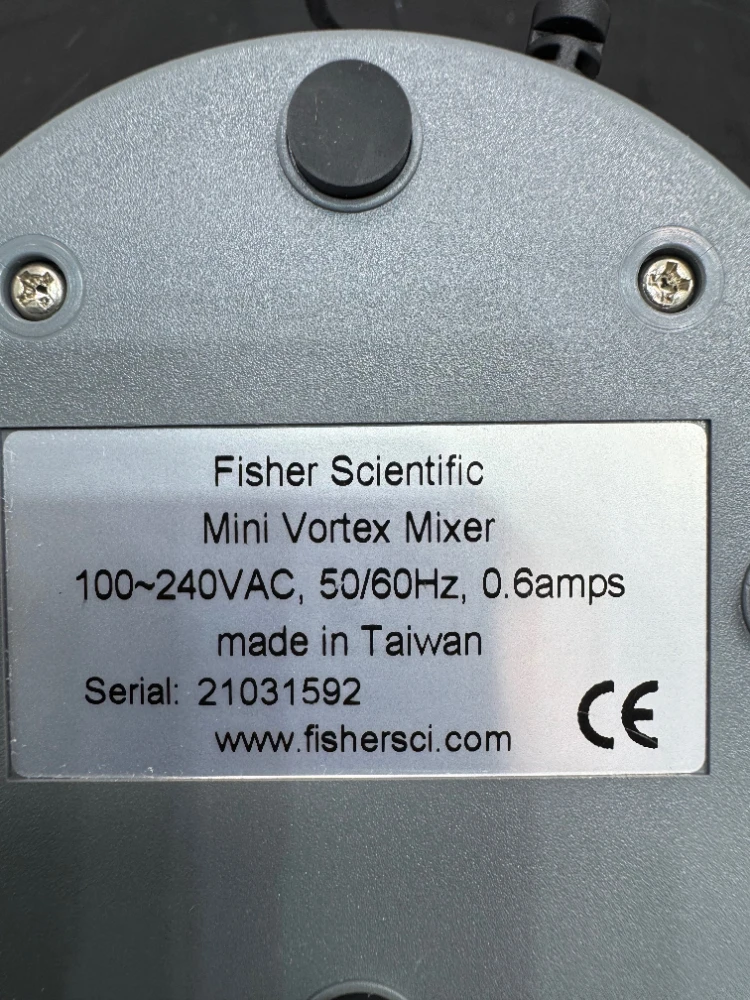 Fisher Scientific
Mini Vortex Mixer
100~240VAC, 50/60Hz, 0.6amps
made in Taiwan
Serial: 21031592
CE
www.fishersci.com